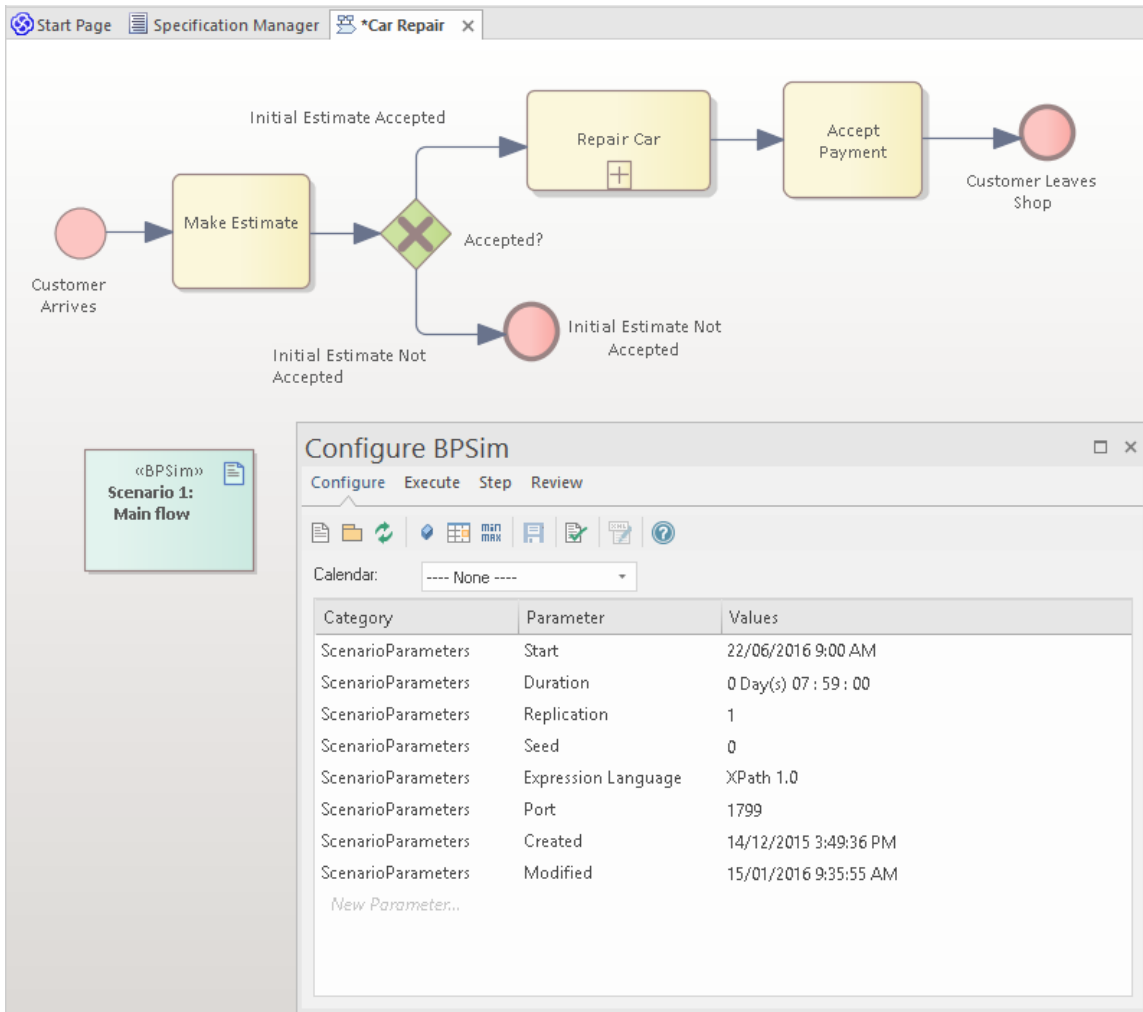 Start Page
Specification Manager
*Car Repair
Initial Estimate Accepted
Repair Car
Accept
Payment
Customer Leaves
Shop
Make Estimate
Accepted?
Customer
Arrives
Initial Estimate Not
Accepted
Initial Estimate Not
Accepted
«BPSim»
Scenario 1:
Main flow
Configure BPSim
Configure Execute Step Review
min
max
XML
Calendar: ---- None ----
Category Parameter Values
ScenarioParameters Start 22/06/2016 9:00 AM
ScenarioParameters Duration 0 Day(s) 07 : 59 : 00
ScenarioParameters Replication 1
ScenarioParameters Seed 0
ScenarioParameters Expression Language XPath 1.0
ScenarioParameters Port 1799
ScenarioParameters Created 14/12/2015 3:49:36 PM
ScenarioParameters Modified 15/01/2016 9:35:55 AM
New Parameter...